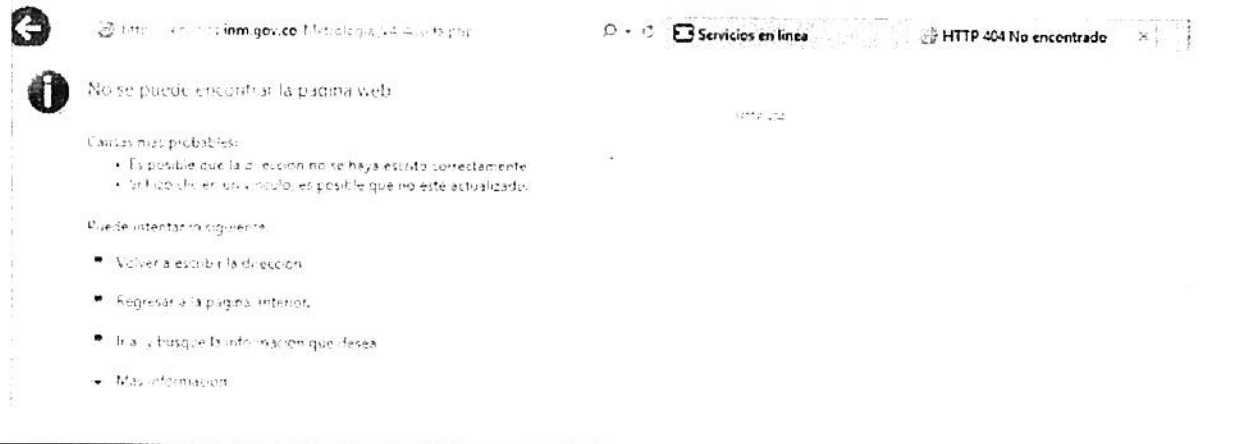 inm.gov.co
Servicios en línea
HTTP 404 No encontrado
No se puede encontrar la página web
Causas más probables:
• Es posible que la dirección no se haya escrito correctamente.
• Si hizo clic en un vínculo, es posible que no esté actualizado.
Puede intentar lo siguiente:
Volver a escribir la dirección.
Regresar a la página anterior.
Ir a y busque la información que desea.
Más información